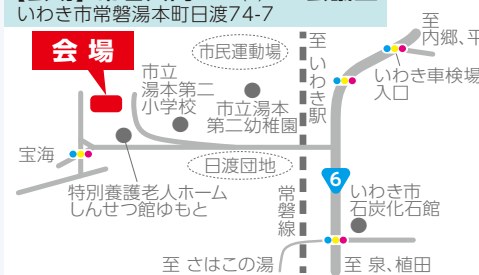 いわき市常磐湯本町日渡74-7
会 場
市民運動場
至
いわき駅
至
内郷、平
いわき車検場
入口
市立
湯本第二
小学校
市立湯本
第二幼稚園
宝海
日渡団地
特別養護老人ホーム
しんせつ館ゆもと
常磐線
6
いわき市
石炭化石館
至 さはこの湯
至 泉、植田